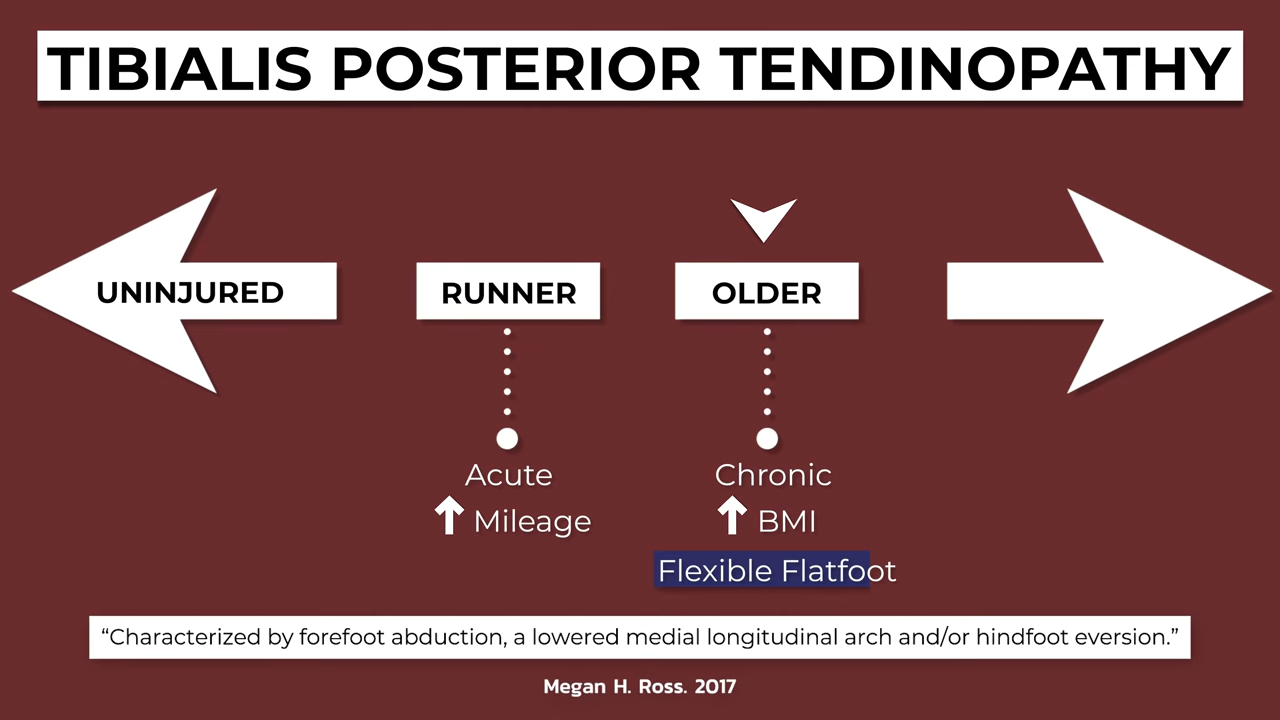 TIBIALIS POSTERIOR TENDINOPATHY
UNINJURED
RUNNER
OLDER
Acute
Mileage
Chronic
BMI
Flexible Flatfoot
“Characterized by forefoot abduction, a lowered medial longitudinal arch and/or hindfoot eversion.”
Megan H. Ross. 2017